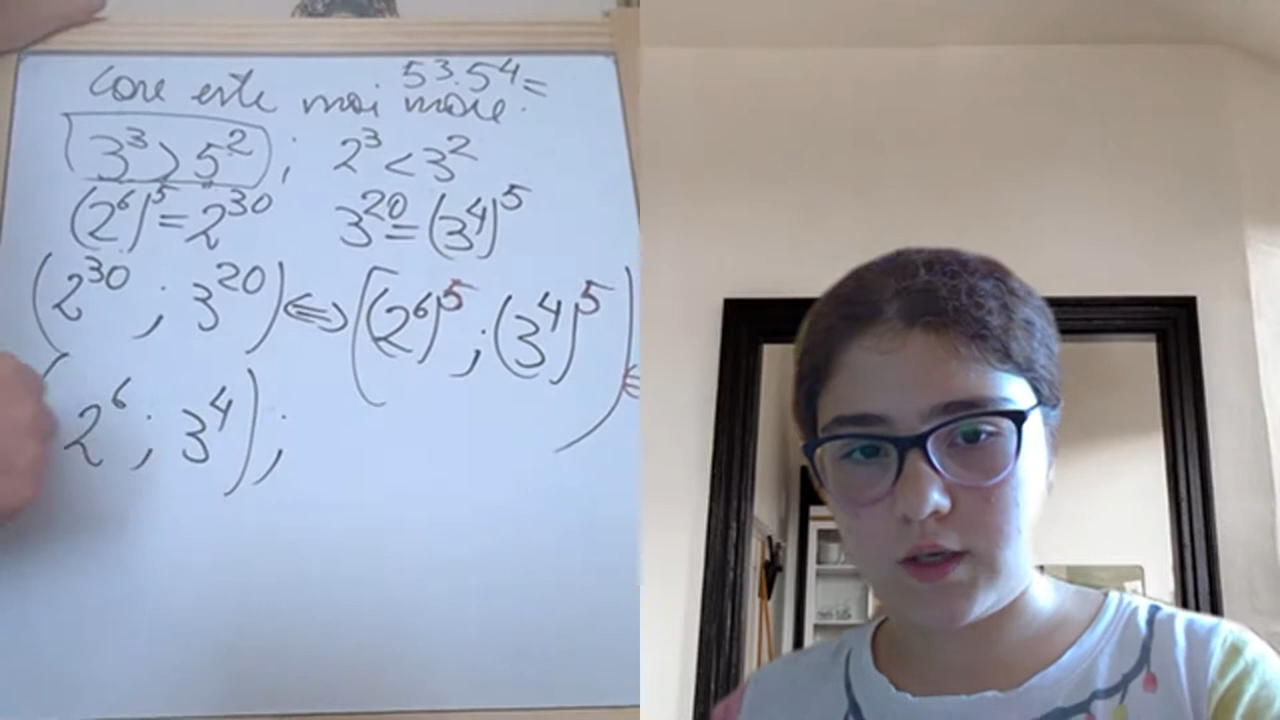 Care este mai mare. 5³·5⁴=
3³>5² ; 2³<3²
(2⁶)⁵=2³⁰ 3²⁰=(3⁴)⁵
(2³⁰ ; 3²⁰)⇔((2⁶)⁵;(3⁴)⁵)
(2⁶ ; 3⁴) ;